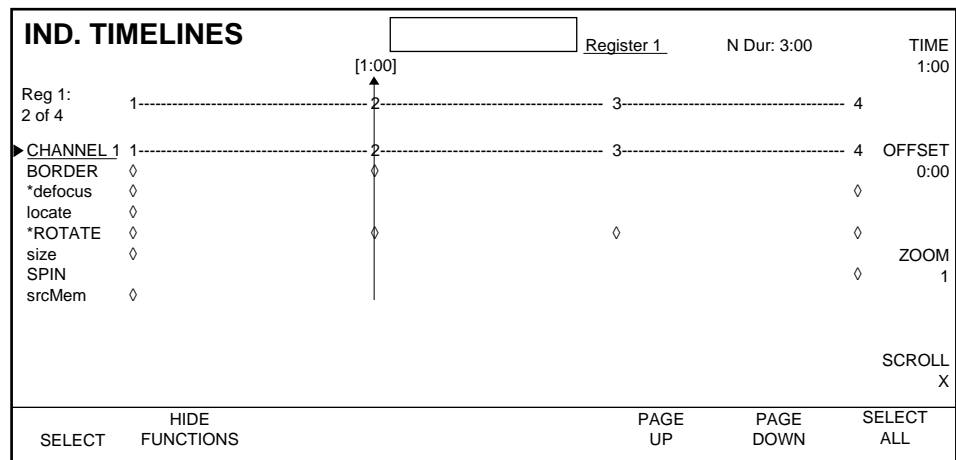 IND. TIMELINES
Register 1 N Dur: 3:00 TIME
[1:00] 1:00
Reg 1:
2 of 4
1---------------------------------------- 2---------------------------------------- 3---------------------------------------- 4
CHANNEL 1 1---------------------------------------- 2---------------------------------------- 3---------------------------------------- 4 OFFSET
BORDER ◊ ◊ 0:00
*defocus ◊ ◊
locate ◊
*ROTATE ◊ ◊ ◊ ◊
size ◊ ZOOM
SPIN ◊ 1
srcMem ◊
SCROLL
X
SELECT
HIDE
FUNCTIONS
PAGE
UP
PAGE
DOWN
SELECT
ALL